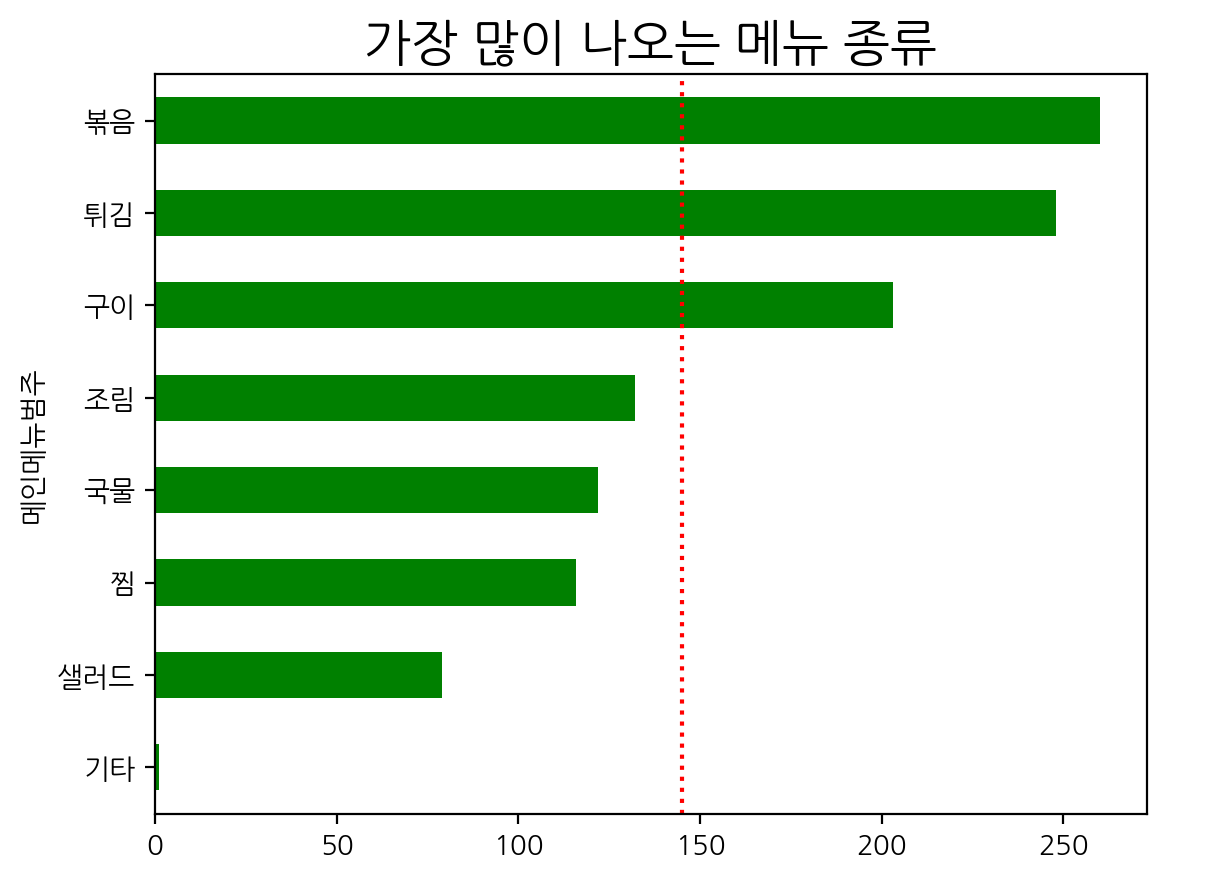 가장 많이 나오는 메뉴 종류
메인메뉴범주
볶음
튀김
구이
조림
국물
찜
샐러드
기타
0 50 100 150 200 250